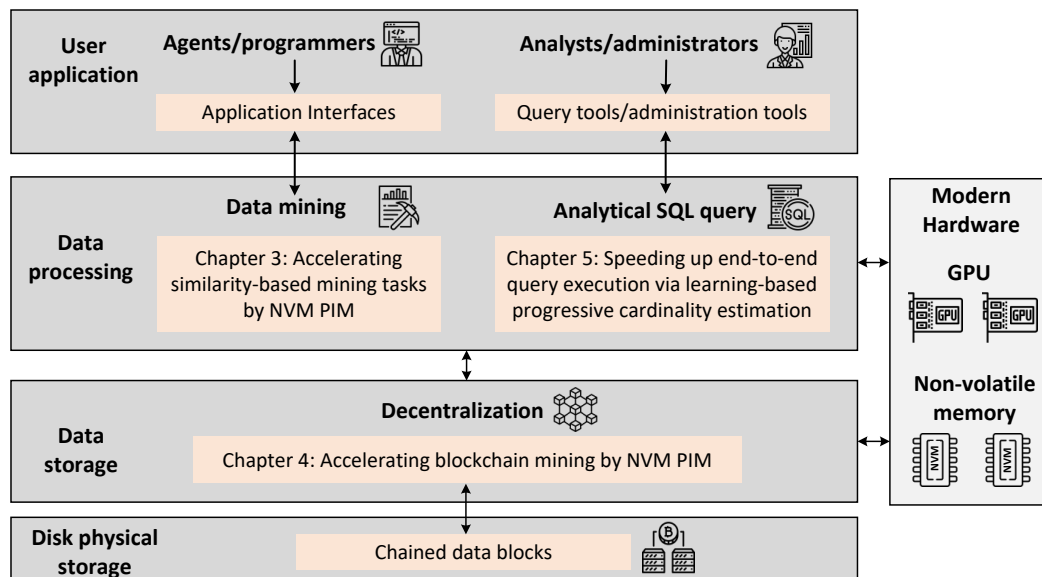 User
application
Agents/programmers
</>
Analysts/administrators
Application Interfaces
Query tools/administration tools
Data
processing
Data mining
Analytical SQL query
SQL
Chapter 3: Accelerating
similarity-based mining tasks
by NVM PIM
Chapter 5: Speeding up end-to-end
query execution via learning-based
progressive cardinality estimation
Modern
Hardware
GPU
GPU
GPU
Non-volatile
memory
NVM
NVM
Data
storage
Decentralization
Chapter 4: Accelerating blockchain mining by NVM PIM
Disk physical
storage
Chained data blocks
₿